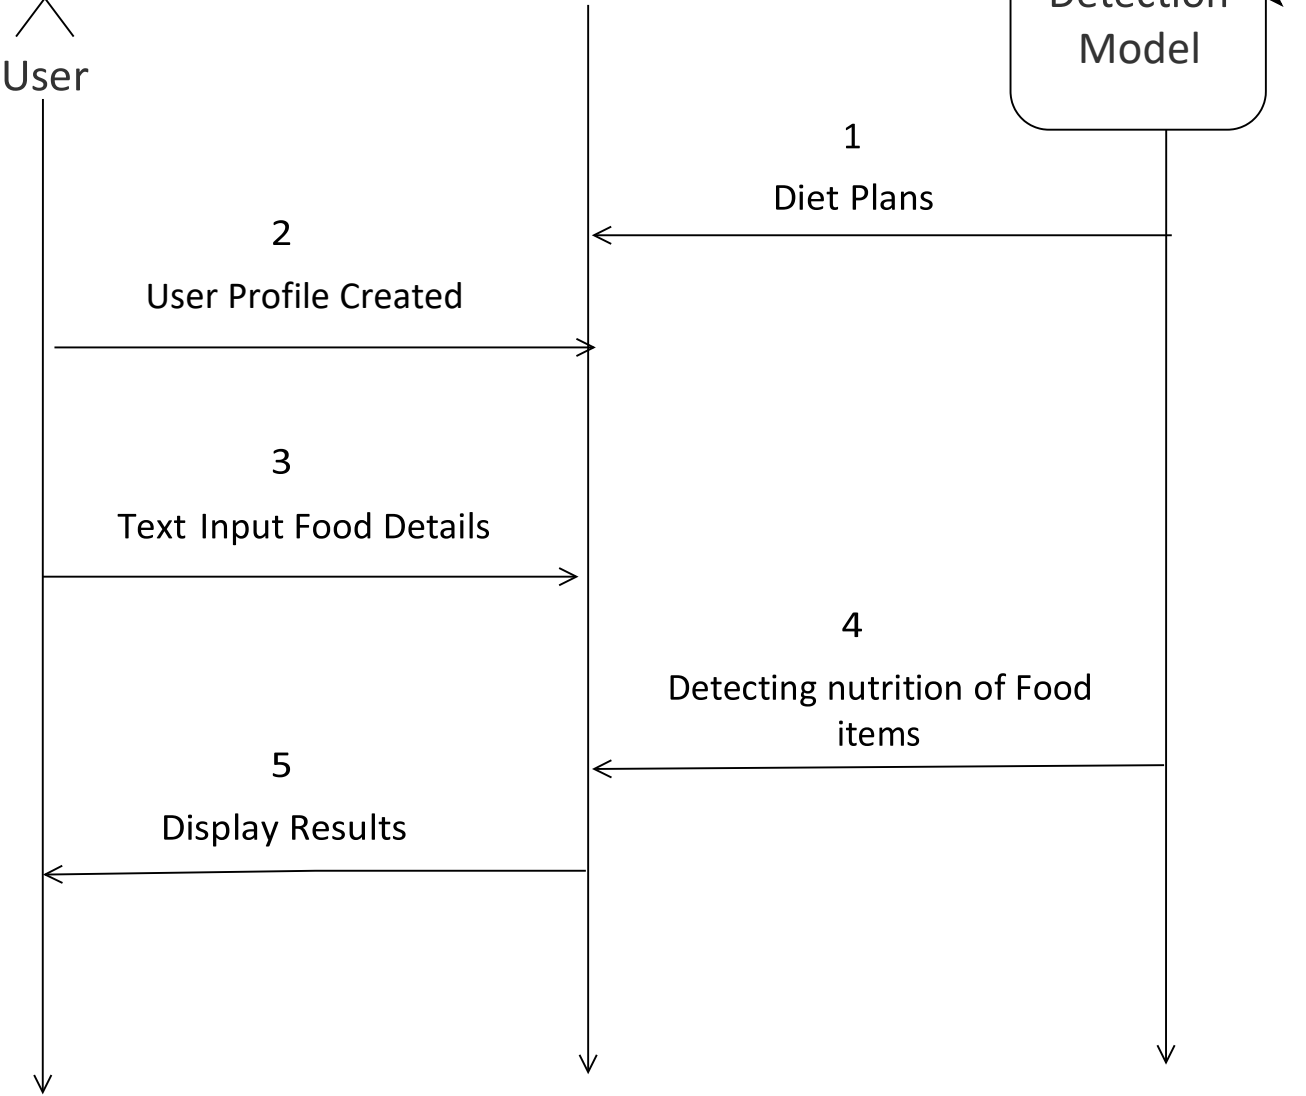 Detection
Model
User
1
Diet Plans
2
User Profile Created
3
Text Input Food Details
4
Detecting nutrition of Food
items
5
Display Results